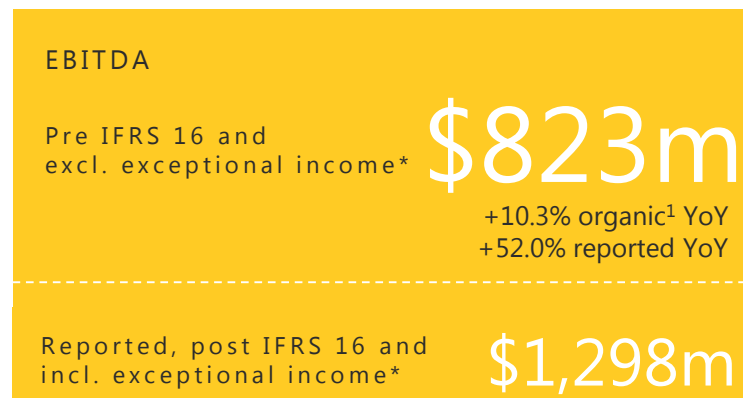 EBITDA
Pre IFRS 16 and
excl. exceptional income*
$823m
+10.3% organic¹ YoY
+52.0% reported YoY
Reported, post IFRS 16 and
incl. exceptional income*
$1,298m